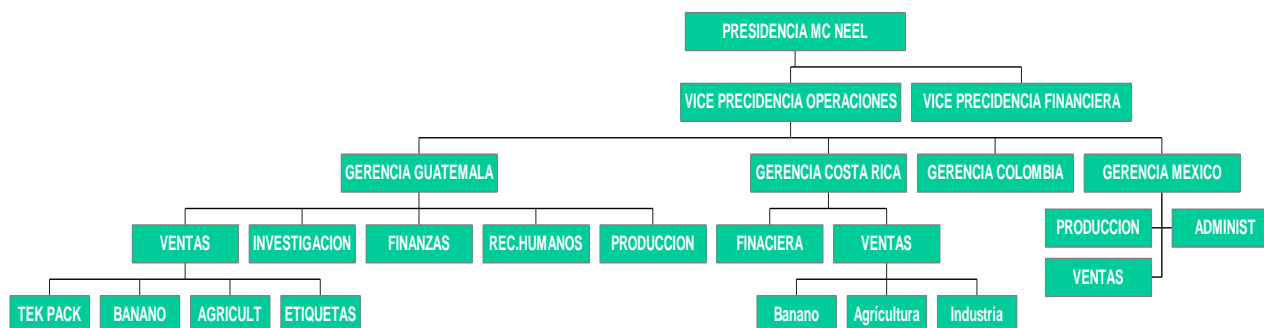 PRESIDENCIA MC NEEL
VICE PRECIDENCIA OPERACIONES
VICE PRECIDENCIA FINANCIERA
GERENCIA GUATEMALA
GERENCIA COSTA RICA
GERENCIA COLOMBIA
GERENCIA MEXICO
VENTAS
INVESTIGACION
FINANZAS
REC.HUMANOS
PRODUCCION
FINACIERA
VENTAS
PRODUCCION
ADMINIST
VENTAS
TEK PACK
BANANO
AGRICULT
ETIQUETAS
Banano
Agrícultura
Industria